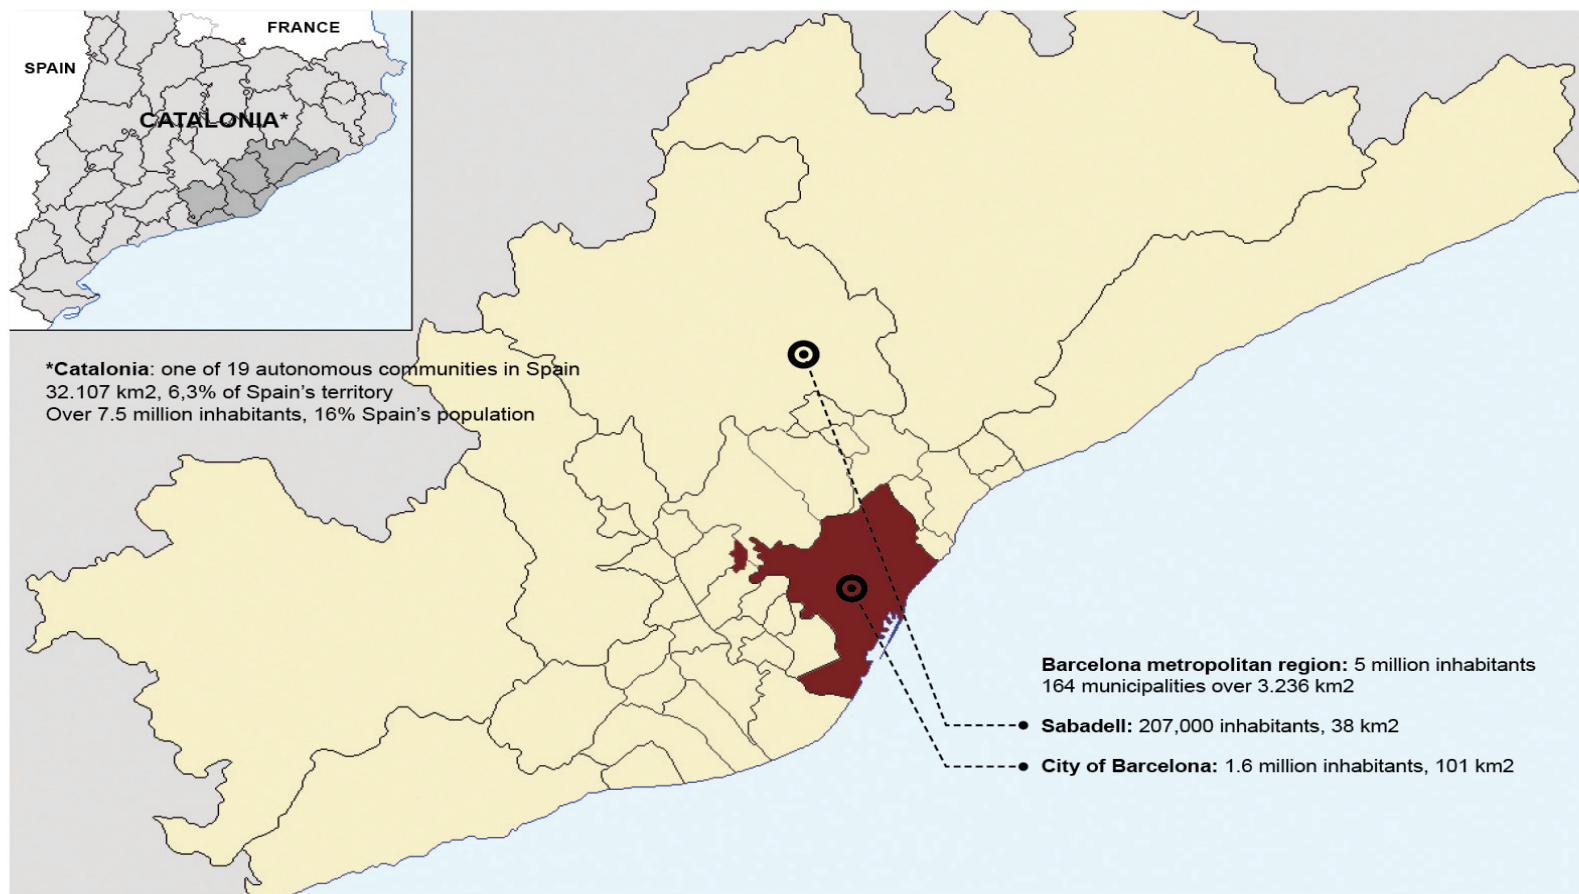 FRANCE
SPAIN
CATALONIA*
*Catalonia: one of 19 autonomous communities in Spain
32.107 km2, 6,3% of Spain's territory
Over 7.5 million inhabitants, 16% Spain's population
Barcelona metropolitan region: 5 million inhabitants
164 municipalities over 3.236 km2
Sabadell: 207,000 inhabitants, 38 km2
City of Barcelona: 1.6 million inhabitants, 101 km2